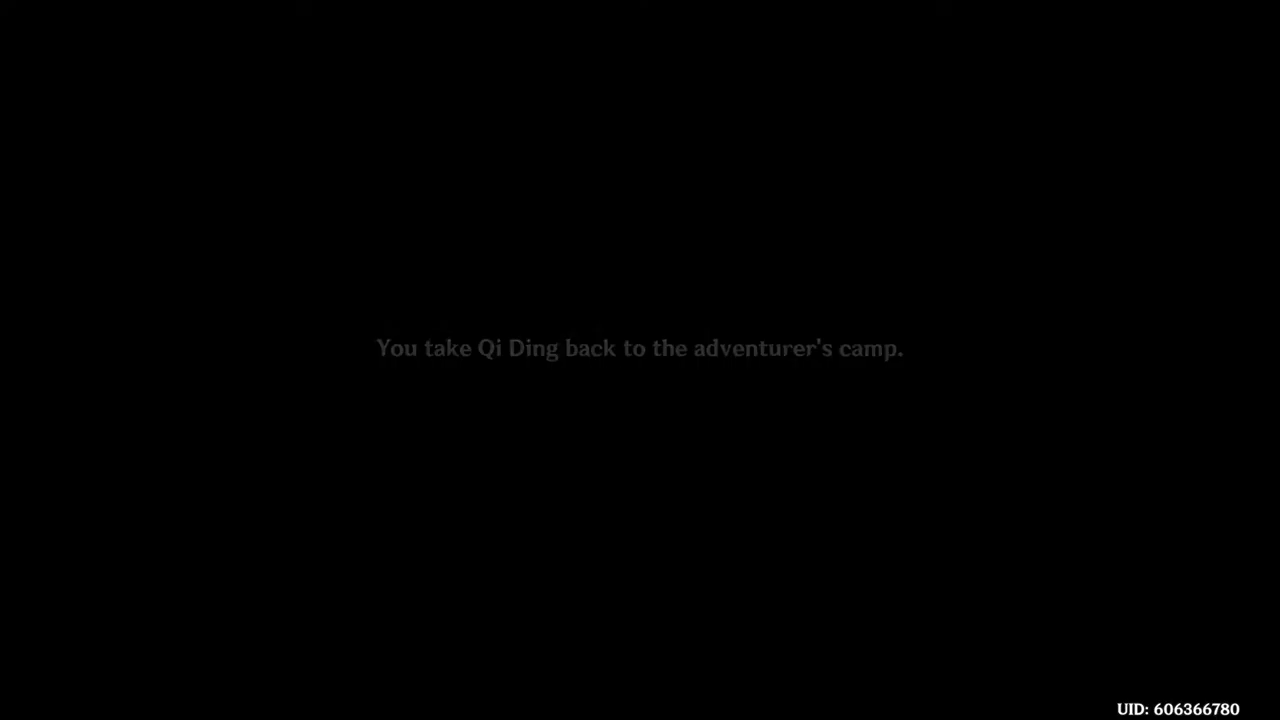 You take Qi Ding back to the adventurer's camp.
UID: 606366780